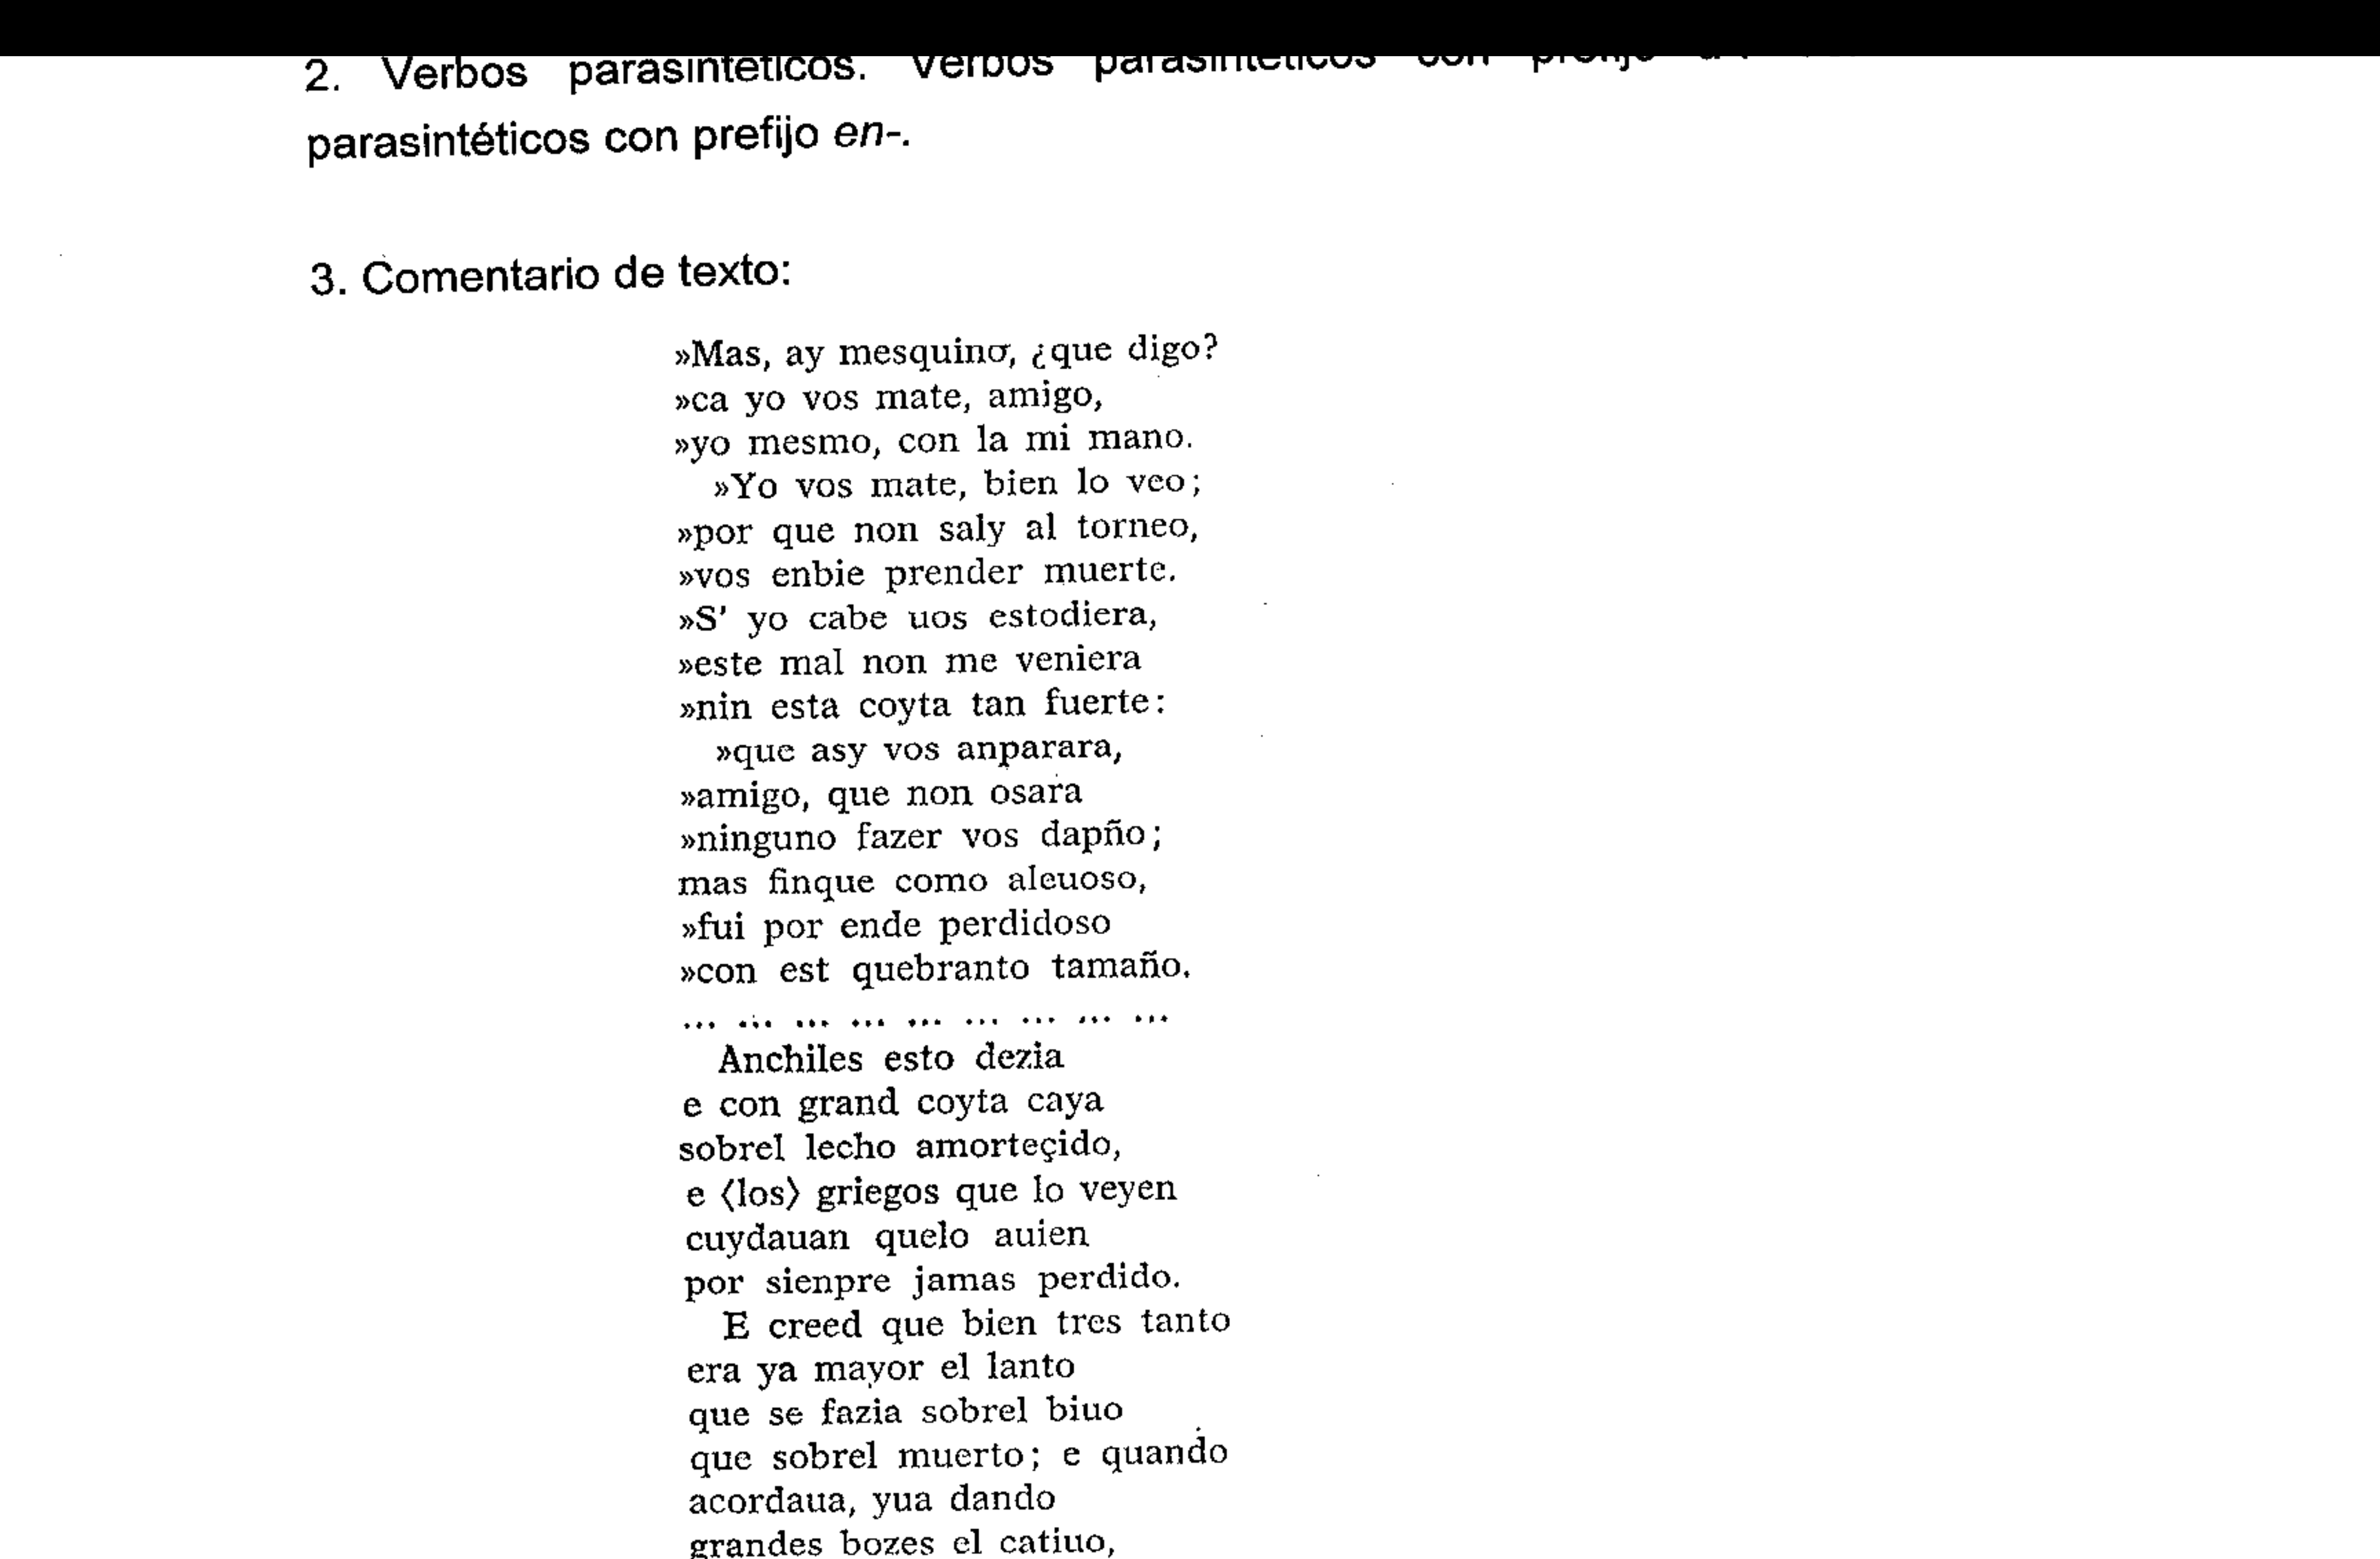 2. Verbos parasintéticos. Verbos parasintéticos con prefijo
parasintéticos con prefijo en-.
3. Comentario de texto:
»Mas, ay mesquino, ¿que digo?
»ca yo vos mate, amigo,
»yo mesmo, con la mi mano.
»Yo vos mate, bien lo veo;
»por que non saly al torneo,
»vos enbie prender muerte.
»S' yo cabe uos estodiera,
»este mal non me veniera
»nin esta coyta tan fuerte:
»que asy vos anparara,
»amigo, que non osara
»ninguno fazer vos dapño;
mas finque como aleuoso,
»fui por ende perdidoso
»con est quebranto tamaño.
... ... ... ... ... ... ... ... ...
Anchiles esto dezia
e con grand coyta caya
sobrel lecho amorteçido,
e ⟨los⟩ griegos que lo veyen
cuydauan quelo auien
por sienpre jamas perdido.
E creed que bien tres tanto
era ya mayor el lanto
que se fazia sobrel biuo
que sobrel muerto; e quando
acordaua, yua dando
grandes bozes el catiuo,